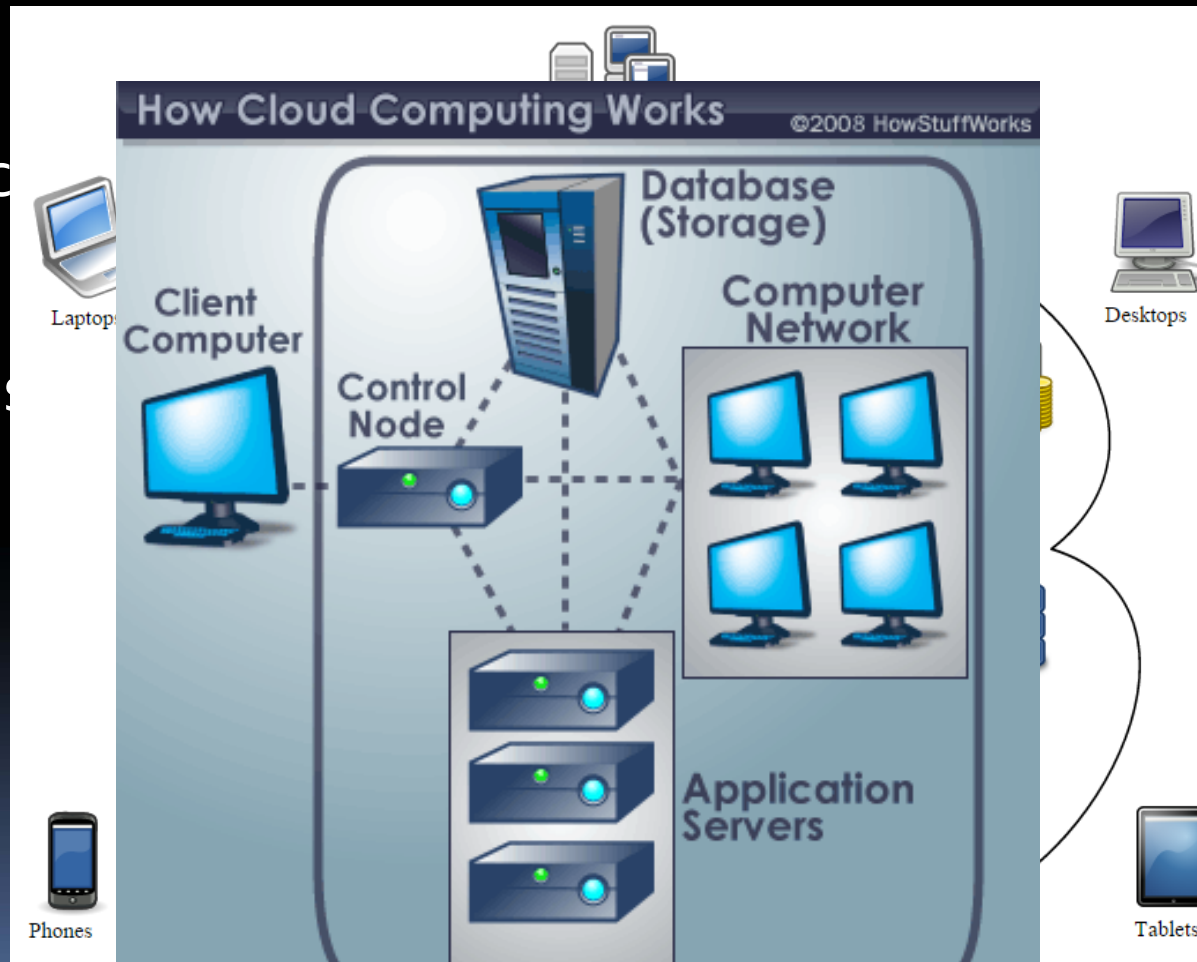 How Cloud Computing Works
©2008 HowStuffWorks
Database
(Storage)
Client
Computer
Computer
Network
Control
Node
Application
Servers
Desktops
Phones
Tablets